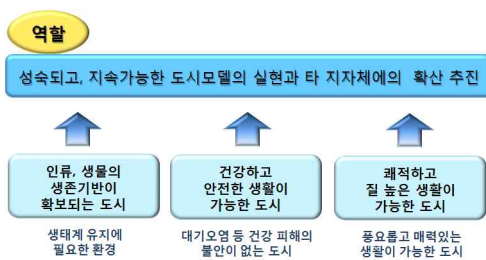 역할
성숙되고, 지속가능한 도시모델의 실현과 타 지자체에의 확산 추진
인류, 생물의
생존기반이
확보되는 도시
생태계 유지에
필요한 환경
건강하고
안전한 생활이
가능한 도시
대기오염 등 건강 피해의
불안이 없는 도시
쾌적하고
질 높은 생활이
가능한 도시
풍요롭고 매력있는
생활이 가능한 도시